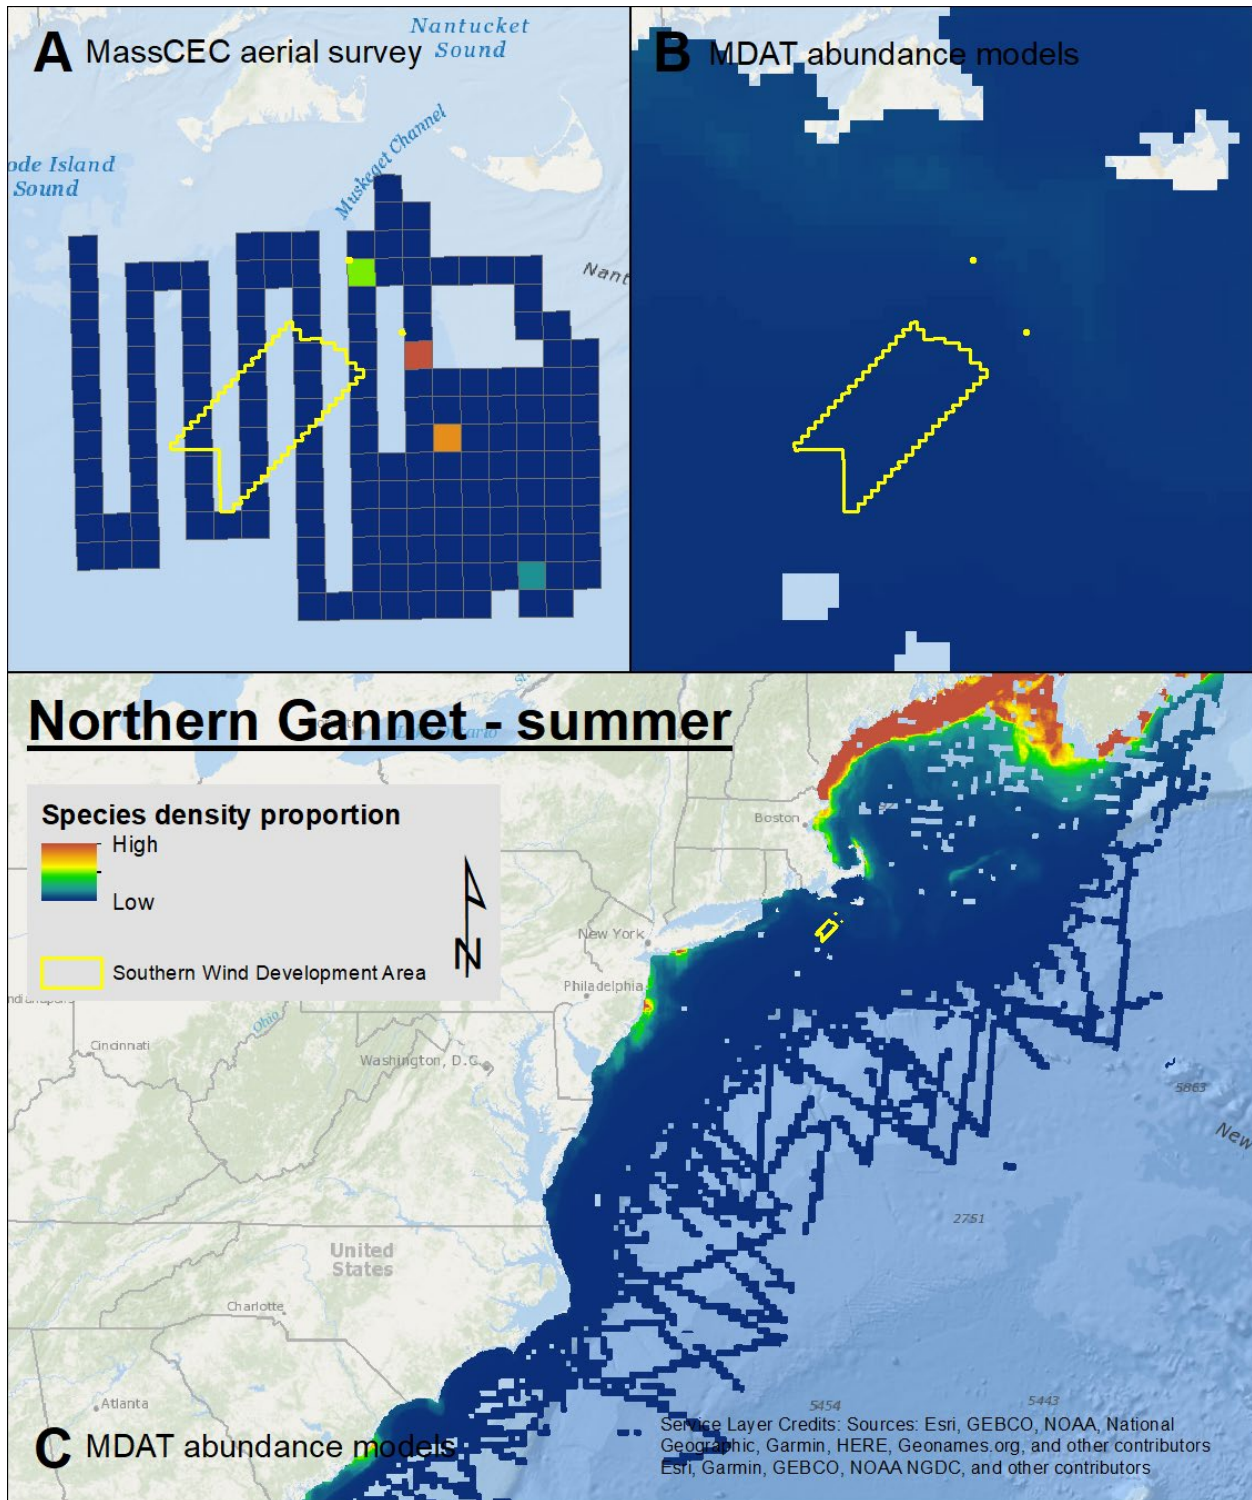 A MassCEC aerial survey
Nantucket
Sound
ode Island
Sound
Muskeget Channel
Nant
B MDAT abundance models
Northern Gannet - summer
Species density proportion
High
Low
N
Southern Wind Development Area
Boston
New York
Philadelphia
Ohio
Cincinnati
Washington, D.C.
5863
New
2751
United
States
Charlotte
Atlanta
5454
5443
C MDAT abundance models
Service Layer Credits: Sources: Esri, GEBCO, NOAA, National
Geographic, Garmin, HERE, Geonames.org, and other contributors
Esri, Garmin, GEBCO, NOAA NGDC, and other contributors